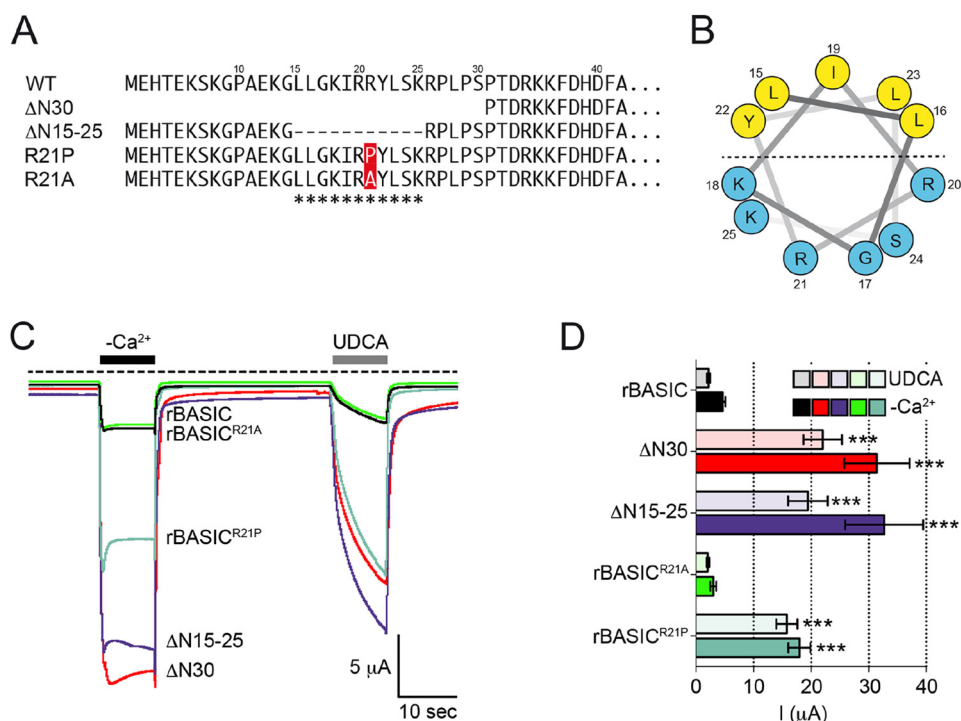 A
10 15 20 25 30 40
WT MEHTEKSKGPAEKGLLGKIRRYLSKRPLPSPTDRKKFDHDFA...
ΔN30 PTDRKKFDHDFA...
ΔN15-25 MEHTEKSKGPAEKG-----------RPLPSPTDRKKFDHDFA...
R21P MEHTEKSKGPAEKGLLGKIRPYLSKRPLPSPTDRKKFDHDFA...
R21A MEHTEKSKGPAEKGLLGKIRAYLSKRPLPSPTDRKKFDHDFA...
***********
B
19
I
15 L
L 23
22 Y
L 16
18 K
R 20
K 25
S 24
R 21
G 17
C
-Ca²⁺ UDCA
rBASIC
rBASICᴿ²¹ᴬ
rBASICᴿ²¹ᴾ
ΔN15-25
ΔN30
5 µA
10 sec
D
UDCA
-Ca²⁺
rBASIC
ΔN30 ***
***
ΔN15-25 ***
***
rBASICᴿ²¹ᴬ
rBASICᴿ²¹ᴾ ***
***
0 10 20 30 40
I (µA)